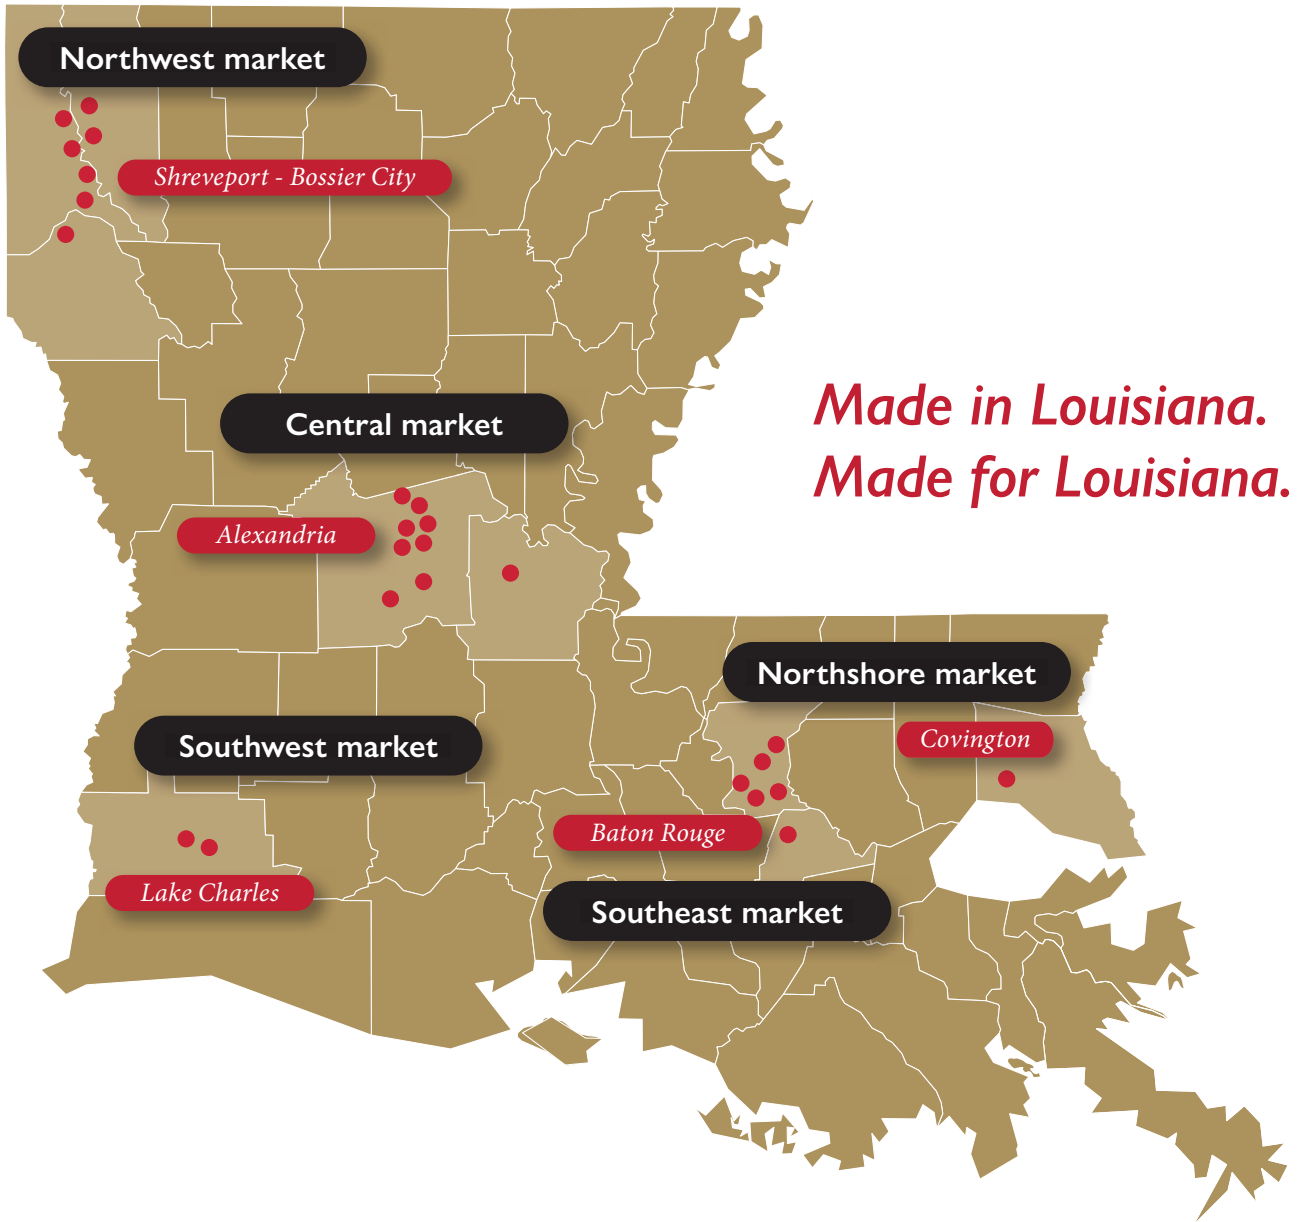 Northwest market
Shreveport - Bossier City
Made in Louisiana.
Made for Louisiana.
Central market
Alexandria
Northshore market
Covington
Southwest market
Lake Charles
Baton Rouge
Southeast market